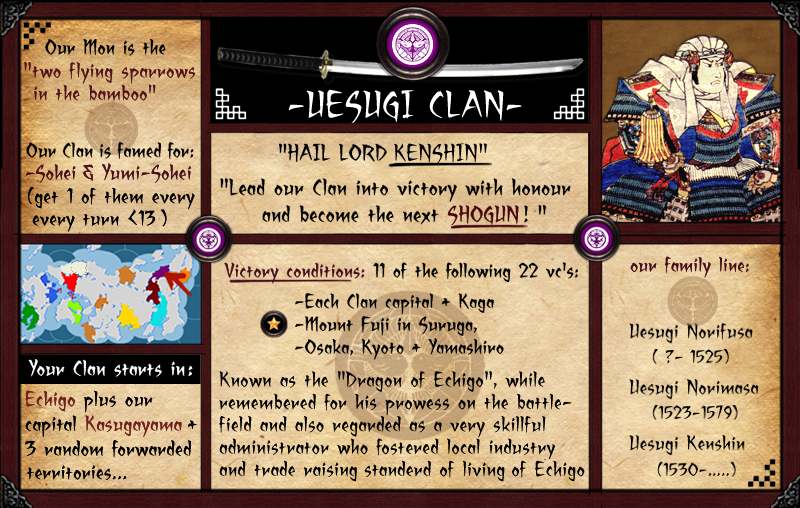 Our Mon is the
"two flying sparrows
in the bamboo"
Our Clan is famed for:
-Sohei & Yumi-Sohei
(get 1 of them every
every turn <13 )
-UESUGI CLAN-
"HAIL LORD KENSHIN"
"Lead our Clan into victory with honour
and become the next SHOGUN! "
Your Clan starts in:
Echigo plus our
capital Kasugayama +
3 random forwarded
territories...
Victory conditions: 11 of the following 22 vc's:
-Each Clan capital + Kaga
-Mount Fuji in Suruga,
-Osaka, Kyoto + Yamashiro
Known as the "Dragon of Echigo", while
remembered for his prowess on the battle-
field and also regarded as a very skillful
administrator who fostered local industry
and trade raising standerd of living of Echigo
our family line:
Uesugi Norifusa
( ?- 1525)
Uesugi Norimasa
(1523-1579)
Uesugi Kenshin
(1530-.....)